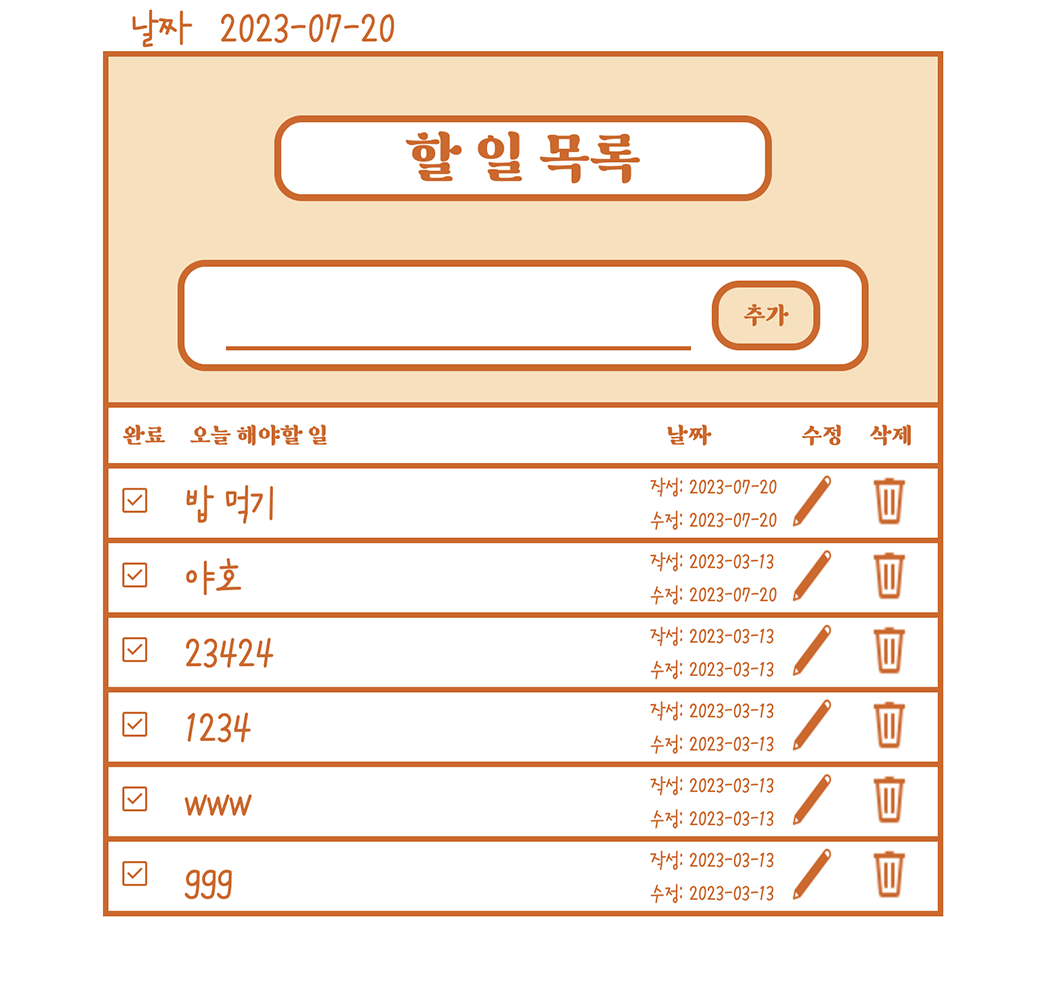 날짜 2023-07-20
할 일 목록
추가
완료 오늘 해야할 일 날짜 수정 삭제
밥 먹기 작성: 2023-07-20
수정: 2023-07-20
야호 작성: 2023-03-13
수정: 2023-07-20
23424 작성: 2023-03-13
수정: 2023-03-13
1234 작성: 2023-03-13
수정: 2023-03-13
www 작성: 2023-03-13
수정: 2023-03-13
ggg 작성: 2023-03-13
수정: 2023-03-13